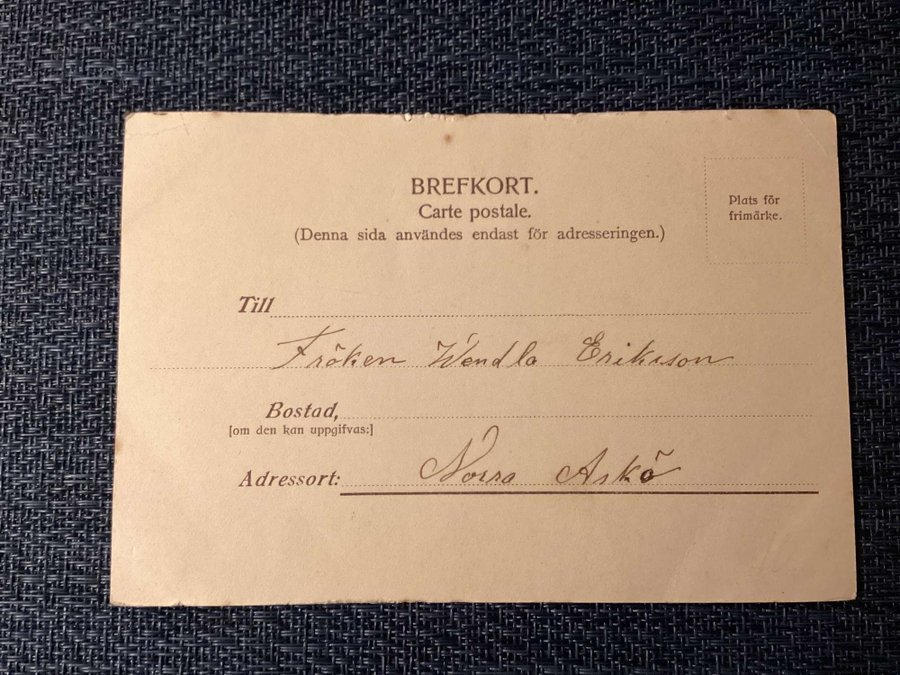 BREFKORT.
Carte postale.
(Denna sida användes endast för adresseringen.)
Plats för
frimärke.
Till
Fröken Wendla Erikson
Bostad,
[om den kan uppgifvas:]
Adressort: Norra Askö